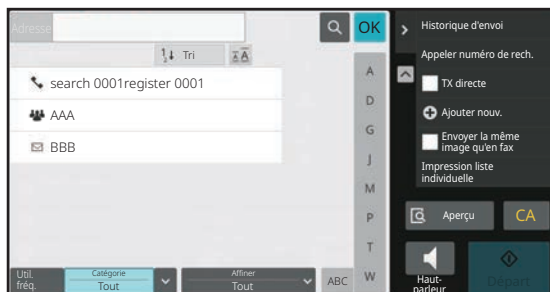 Adresse
OK
Tri
search 0001register 0001
AAA
BBB
A
D
G
J
M
P
T
W
Util.
fréq.
Catégorie
Tout
Affiner
Tout
ABC
Historique d'envoi
Appeler numéro de rech.
TX directe
Ajouter nouv.
Envoyer la même
image qu'en fax
Impression liste
individuelle
Aperçu
CA
Haut-
parleur
Départ